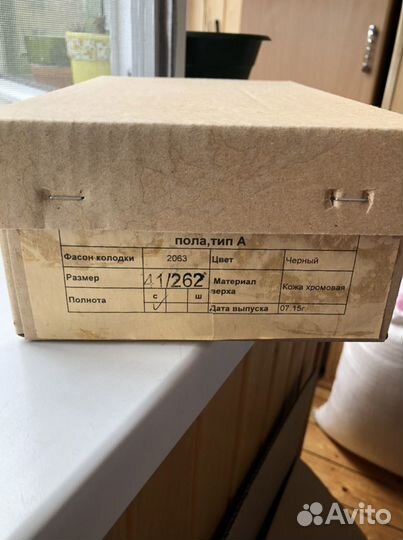 пола,тип А
Фасон колодки 2063 Цвет Черный
Размер 41/262 Материал верха Кожа хромовая
Полнота с ш
Дата выпуска 07.15г.
Avito